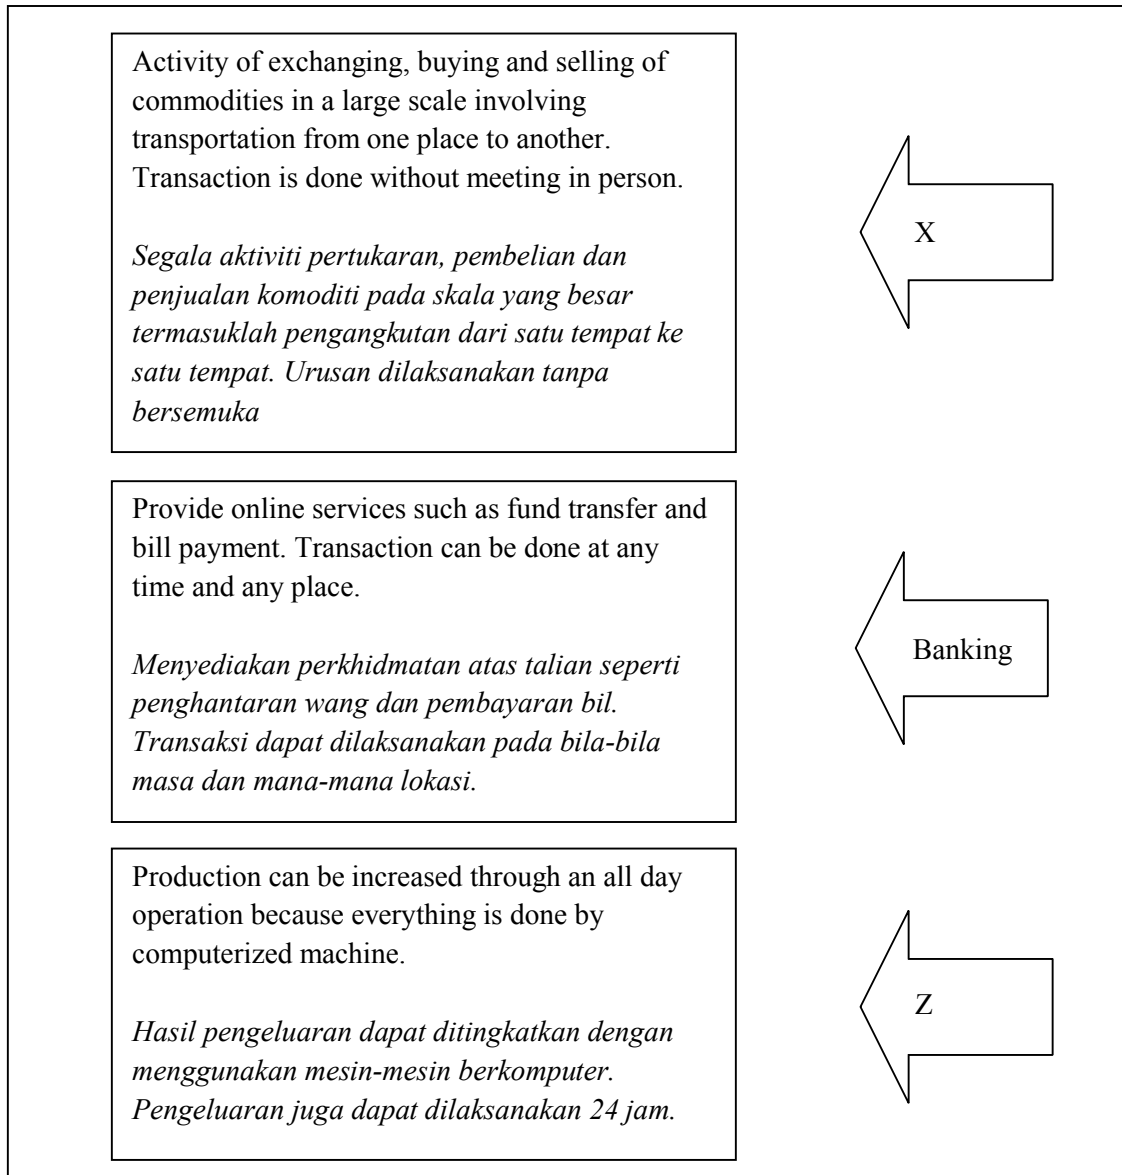 Activity of exchanging, buying and selling of
commodities in a large scale involving
transportation from one place to another.
Transaction is done without meeting in person.
Segala aktiviti pertukaran, pembelian dan
penjualan komoditi pada skala yang besar
termasuklah pengangkutan dari satu tempat ke
satu tempat. Urusan dilaksanakan tanpa
bersemuka
X
Provide online services such as fund transfer and
bill payment. Transaction can be done at any
time and any place.
Menyediakan perkhidmatan atas talian seperti
penghantaran wang dan pembayaran bil.
Transaksi dapat dilaksanakan pada bila-bila
masa dan mana-mana lokasi.
Banking
Production can be increased through an all day
operation because everything is done by
computerized machine.
Hasil pengeluaran dapat ditingkatkan dengan
menggunakan mesin-mesin berkomputer.
Pengeluaran juga dapat dilaksanakan 24 jam.
Z